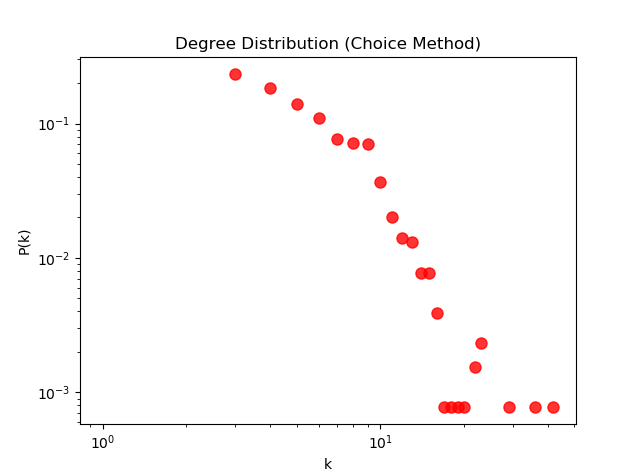 Degree Distribution (Choice Method)
P(k)
10⁻¹
10⁻²
10⁻³
10⁰
10¹
k